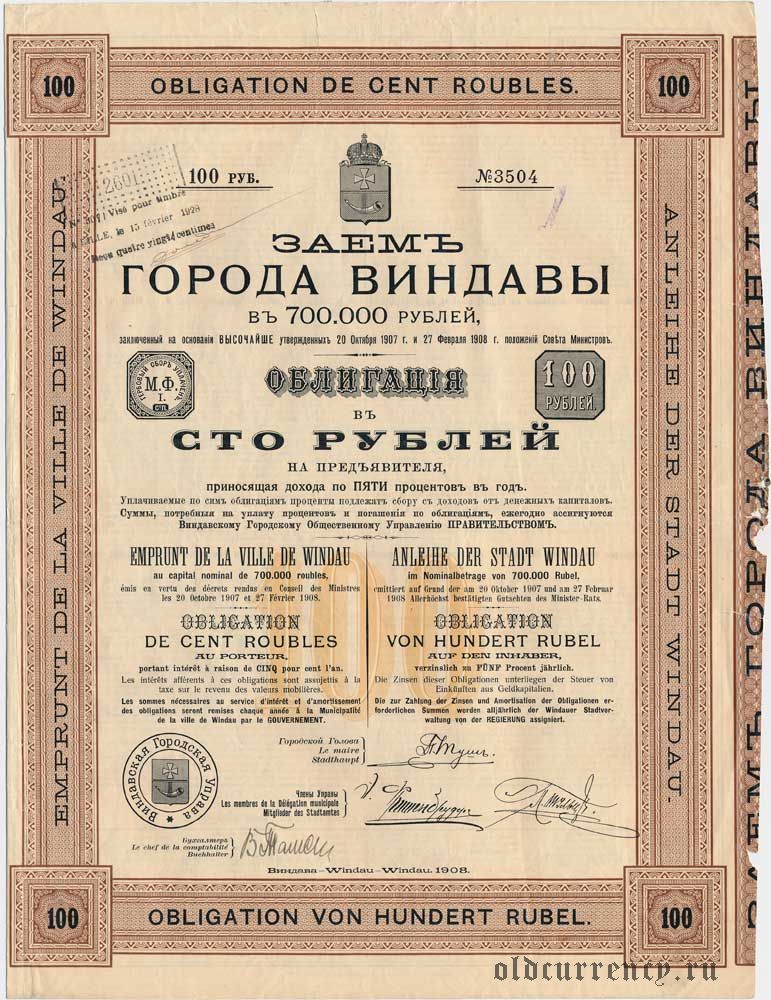 100
OBLIGATION DE CENT ROUBLES.
100
100 РУБ.
№3504
2691
Visé pour timbre
LILLE, le 15 février 1928
ЗАЕМЪ
ГОРОДА ВИНДАВЫ
ВЪ 700.000 РУБЛЕЙ,
заключенный на основаніи ВЫСОЧАЙШЕ утвержденныхъ 20 Октября 1907 г. и 27 Февраля 1908 г. положеній Совѣта Министровъ.
ГЕРБОВЫЙ СБОРЪ УПЛАЧЕНЪ.
М.Ф.
I.
СПБ.
ОБЛИГАЦІЯ
100
РУБЛЕЙ.
ВЪ
СТО РУБЛЕЙ
НА ПРЕДЪЯВИТЕЛЯ,
приносящая дохода по ПЯТИ процентовъ въ годъ.
Уплачиваемые по симъ облигаціямъ проценты подлежатъ сбору съ доходовъ отъ денежныхъ капиталовъ.
Суммы, потребныя на уплату процентовъ и погашенія по облигаціямъ, ежегодно ассигнуются
Виндавскому Городскому Общественному Управленію ПРАВИТЕЛЬСТВОМЪ.
EMPRUNT DE LA VILLE DE WINDAU
au capital nominal de 700.000 roubles,
émis en vertu des décrets rendus en Conseil des Ministres
les 20 Octobre 1907 et 27 Février 1908.
OBLIGATION
DE CENT ROUBLES
AU PORTEUR,
portant intérêt à raison de CINQ pour cent l'an.
Les intérêts afférents à ces obligations sont assujetis à la
taxe sur le revenu des valeurs mobilières.
Les sommes nécessaires au service d'intérêt et d'amortissement
des obligations seront remises chaque année à la Municipalité
de la ville de Windau par le GOUVERNEMENT.
ANLEIHE DER STADT WINDAU
im Nominalbetrage von 700.000 Rubel,
emittiert auf Grund der am 20 Oktober 1907 und am 27 Februar
1908 Allerhöchst bestätigten Gutachten des Minister-Rats.
OBLIGATION
VON HUNDERT RUBEL
AUF DEN INHABER,
verzinslich zu FÜNF Procent jährlich.
Die Zinsen dieser Obligationen unterliegen der Steuer von
Einkünften aus Geldkapitalien.
Die zur Zahlung der Zinsen und Amortisation der Obligationen er-
forderlichen Summen werden alljährlich der Windauer Stadtver-
waltung von der REGIERUNG assigniert.
100
Городской Голова
Le maire
Stadthaupt
Члены Управы
Les membres de la Délégation municipale
Mitglieder des Stadtamtes
Бухгалтеръ
Le chef de la comptabilité
Buchhalter
Виндавская Городская Управа
Виндава—Windau—Windau. 1908.
100
OBLIGATION VON HUNDERT RUBEL.
100
EMPRUNT DE LA VILLE DE WINDAU.
ANLEIHE DER STADT WINDAU.
ЗАЕМЪ ГОРОДА ВИНДАВЫ
oldcurrency.ru